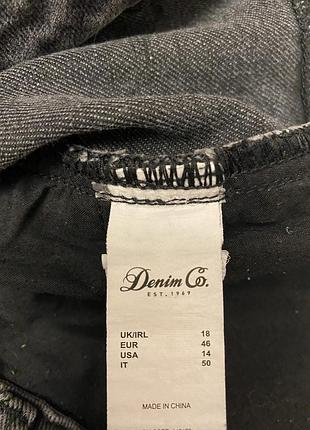 Denim Co.
EST. 1969
UK/IRL 18
EUR 46
USA 14
IT 50
MADE IN CHINA